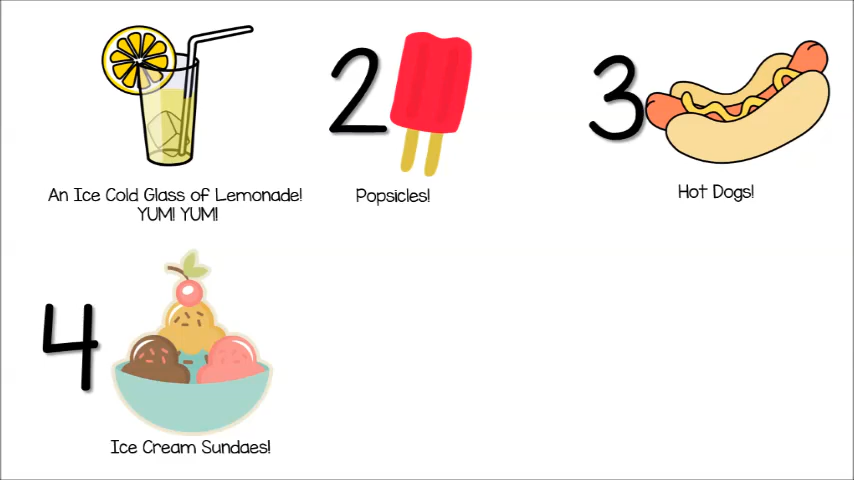 An Ice Cold Glass of Lemonade!
YUM! YUM!
2
Popsicles!
3
Hot Dogs!
4
Ice Cream Sundaes!